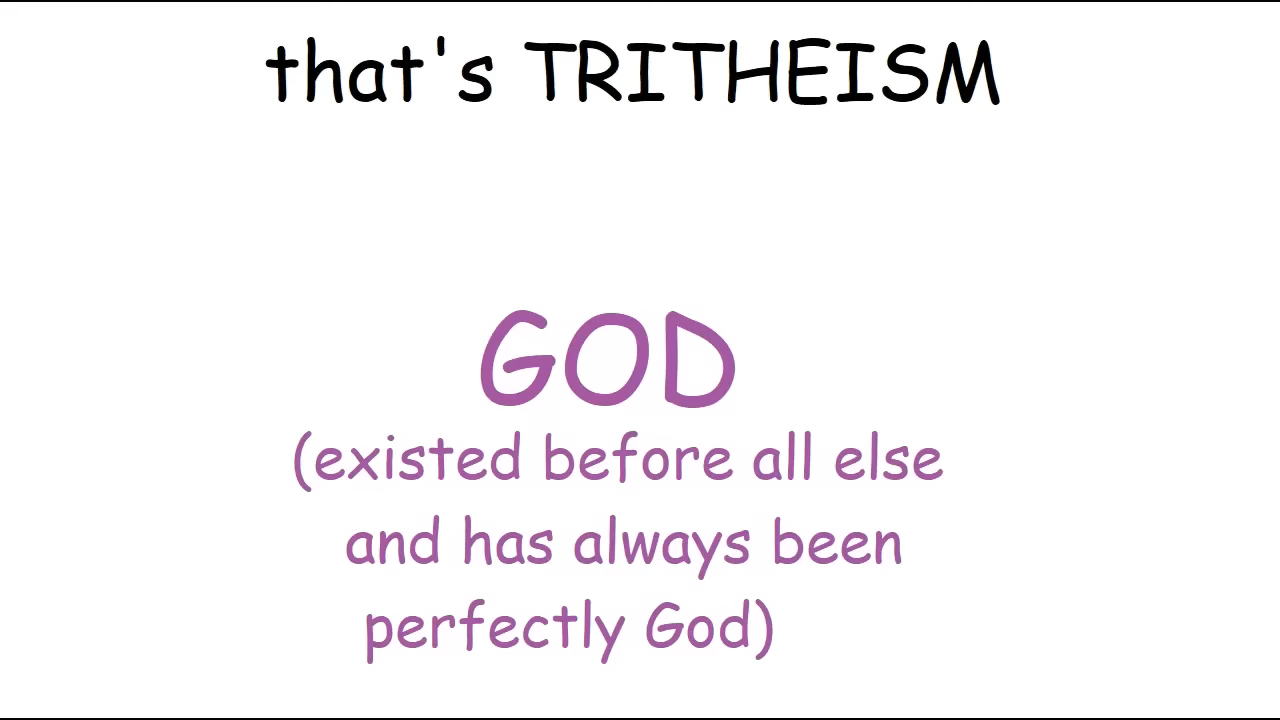 that's TRITHEISM
GOD
(existed before all else
and has always been
perfectly God)